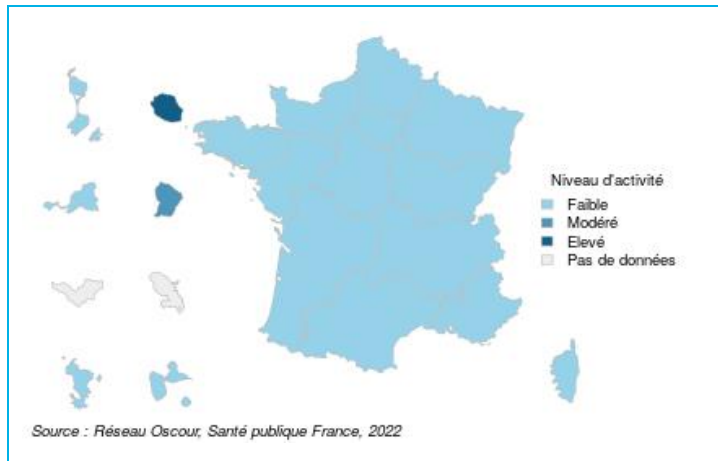 Niveau d'activité
Faible
Modéré
Elevé
Pas de données
Source : Réseau Oscour, Santé publique France, 2022